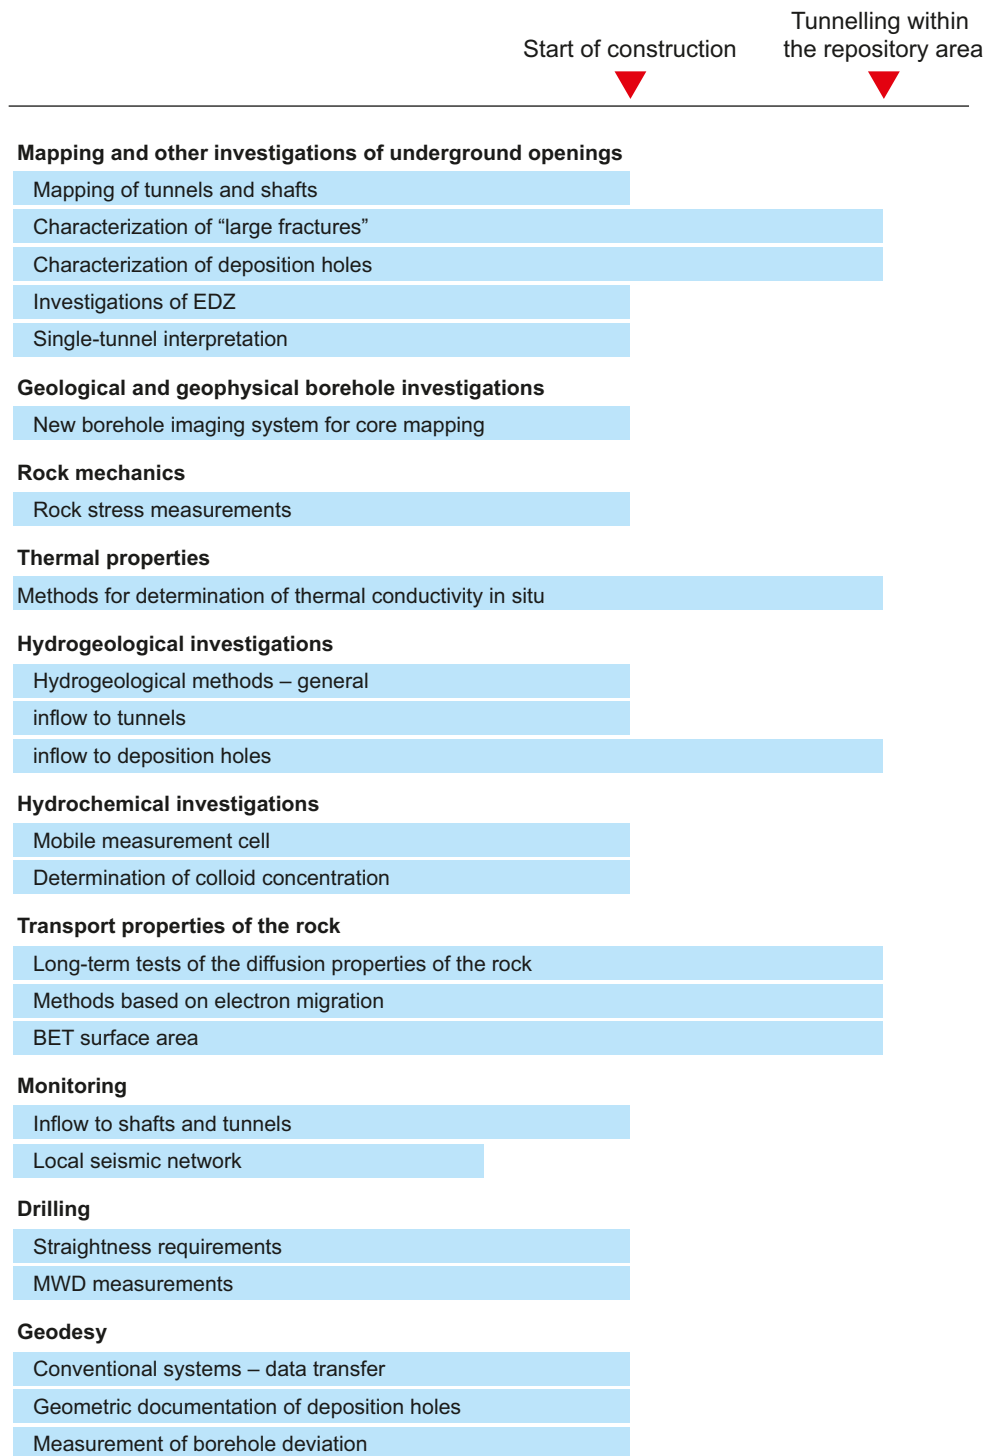 Tunnelling within
Start of construction the repository area
Mapping and other investigations of underground openings
Mapping of tunnels and shafts
Characterization of “large fractures”
Characterization of deposition holes
Investigations of EDZ
Single-tunnel interpretation
Geological and geophysical borehole investigations
New borehole imaging system for core mapping
Rock mechanics
Rock stress measurements
Thermal properties
Methods for determination of thermal conductivity in situ
Hydrogeological investigations
Hydrogeological methods – general
inflow to tunnels
inflow to deposition holes
Hydrochemical investigations
Mobile measurement cell
Determination of colloid concentration
Transport properties of the rock
Long-term tests of the diffusion properties of the rock
Methods based on electron migration
BET surface area
Monitoring
Inflow to shafts and tunnels
Local seismic network
Drilling
Straightness requirements
MWD measurements
Geodesy
Conventional systems – data transfer
Geometric documentation of deposition holes
Measurement of borehole deviation